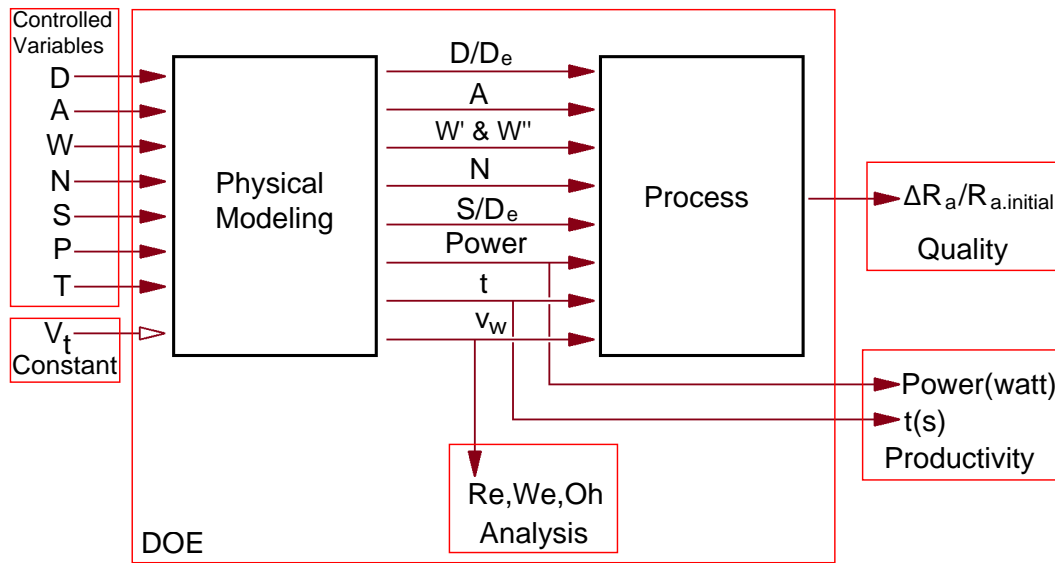 Controlled
Variables
D
A
W
N
S
P
T
Vt
Constant
Physical
Modeling
D/De
A
W' & W''
N
S/De
Power
t
vw
Process
ΔRa/Ra.initial
Quality
Power(watt)
t(s)
Productivity
Re,We,Oh
Analysis
DOE